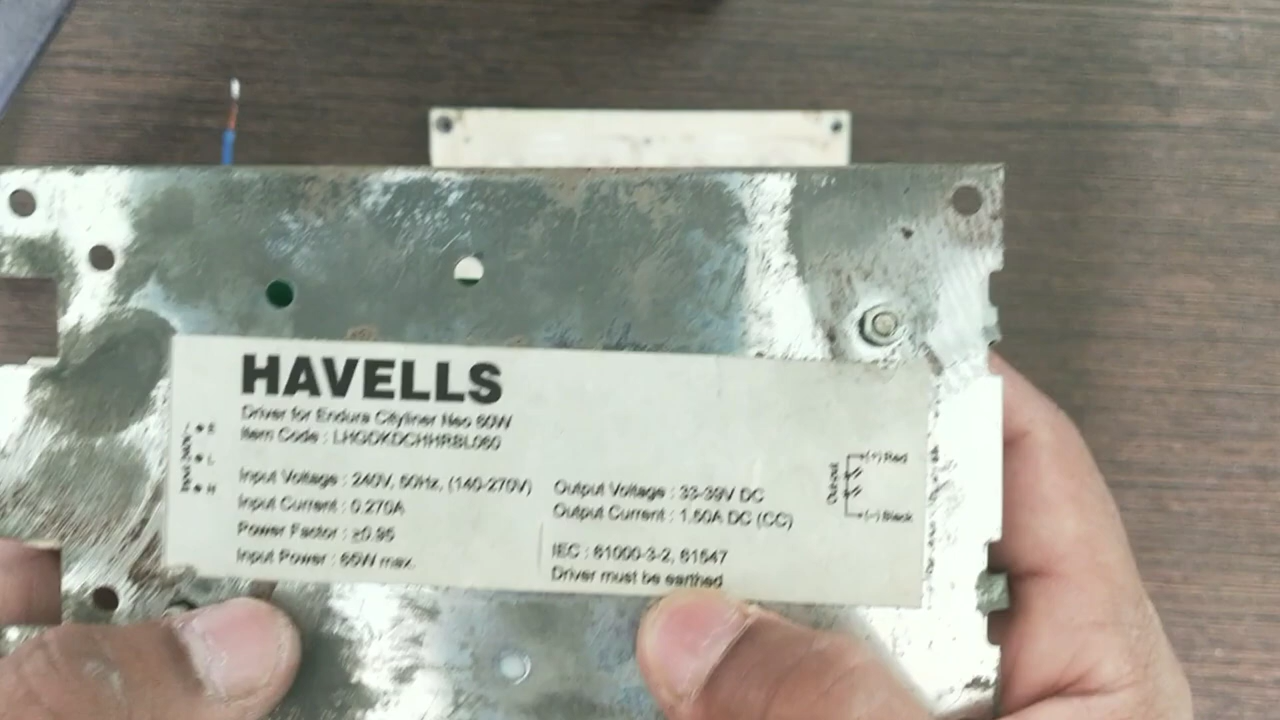 HAVELLS
Driver for Endura Cityliner Neo 60W
Item Code :
Input Voltage : 240V, 50Hz, (140-270V)
Input Current : 0.270A
Power Factor : ≥0.95
Input Power : 65W max.
Output Voltage : 33-39V DC
Output Current : 1.50A DC (CC)
IEC : 61000-3-2, 61547
Driver must be earthed
Output
(+) Red
(-) Black